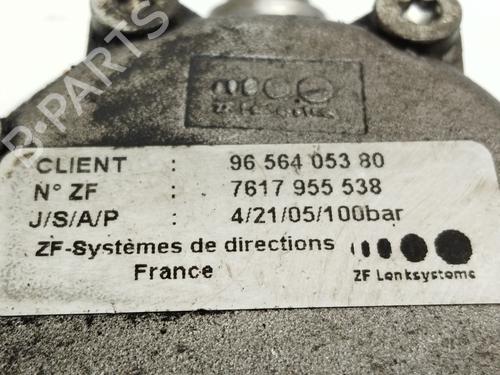 B-PARTS
CLIENT : 96 564 053 80
N° ZF : 7617 955 538
J/S/A/P : 4/21/05/100bar
ZF-Systèmes de directions
France
ZF Lenksysteme